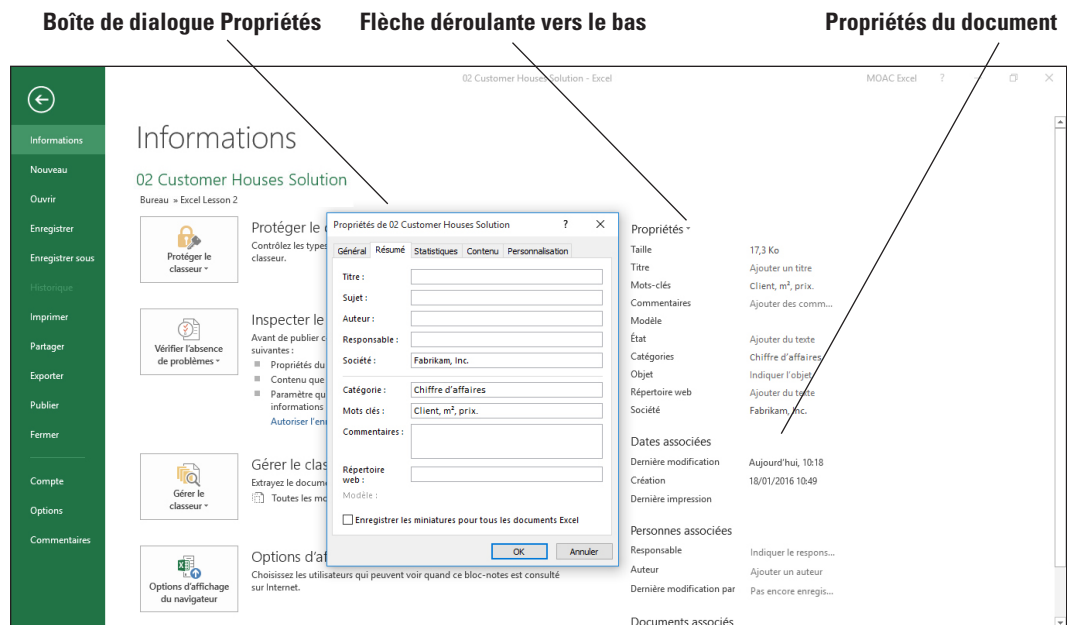 Boîte de dialogue Propriétés
Flèche déroulante vers le bas
Propriétés du document
02 Customer Houses Solution - Excel
MOAC Excel
?
Informations
Nouveau
Ouvrir
Enregistrer
Enregistrer sous
Historique
Imprimer
Partager
Exporter
Publier
Fermer
Compte
Options
Commentaires
Informations
02 Customer Houses Solution
Bureau » Excel Lesson 2
Protéger le
classeur
Protéger le
Contrôlez les types
classeur.
Vérifier l'absence
de problèmes
Inspecter le
Avant de publier c
suivantes :
Propriétés du
Contenu que
Paramètre qu
informations
Autoriser l'en
Gérer le
classeur
Gérer le clas
Extrayez le docum
Toutes les mo
Options d'affichage
du navigateur
Options d'af
Choisissez les utilisateurs qui peuvent voir quand ce bloc-notes est consulté
sur Internet.
Propriétés de 02 Customer Houses Solution
?
Général
Résumé
Statistiques
Contenu
Personnalisation
Titre :
Sujet :
Auteur :
Responsable :
Société : Fabrikam, Inc.
Catégorie : Chiffre d'affaires
Mots clés : Client, m², prix.
Commentaires :
Répertoire
web :
Modèle :
Enregistrer les miniatures pour tous les documents Excel
OK
Annuler
Propriétés
Taille 17,3 Ko
Titre Ajouter un titre
Mots-clés Client, m², prix.
Commentaires Ajouter des comm...
Modèle
État Ajouter du texte
Catégories Chiffre d'affaires
Objet Indiquer l'objet
Répertoire web Ajouter du texte
Société Fabrikam, Inc.
Dates associées
Dernière modification Aujourd'hui, 10:18
Création 18/01/2016 10:49
Dernière impression
Personnes associées
Responsable Indiquer le respons...
Auteur Ajouter un auteur
Dernière modification par Pas encore enregis...
Documents associés